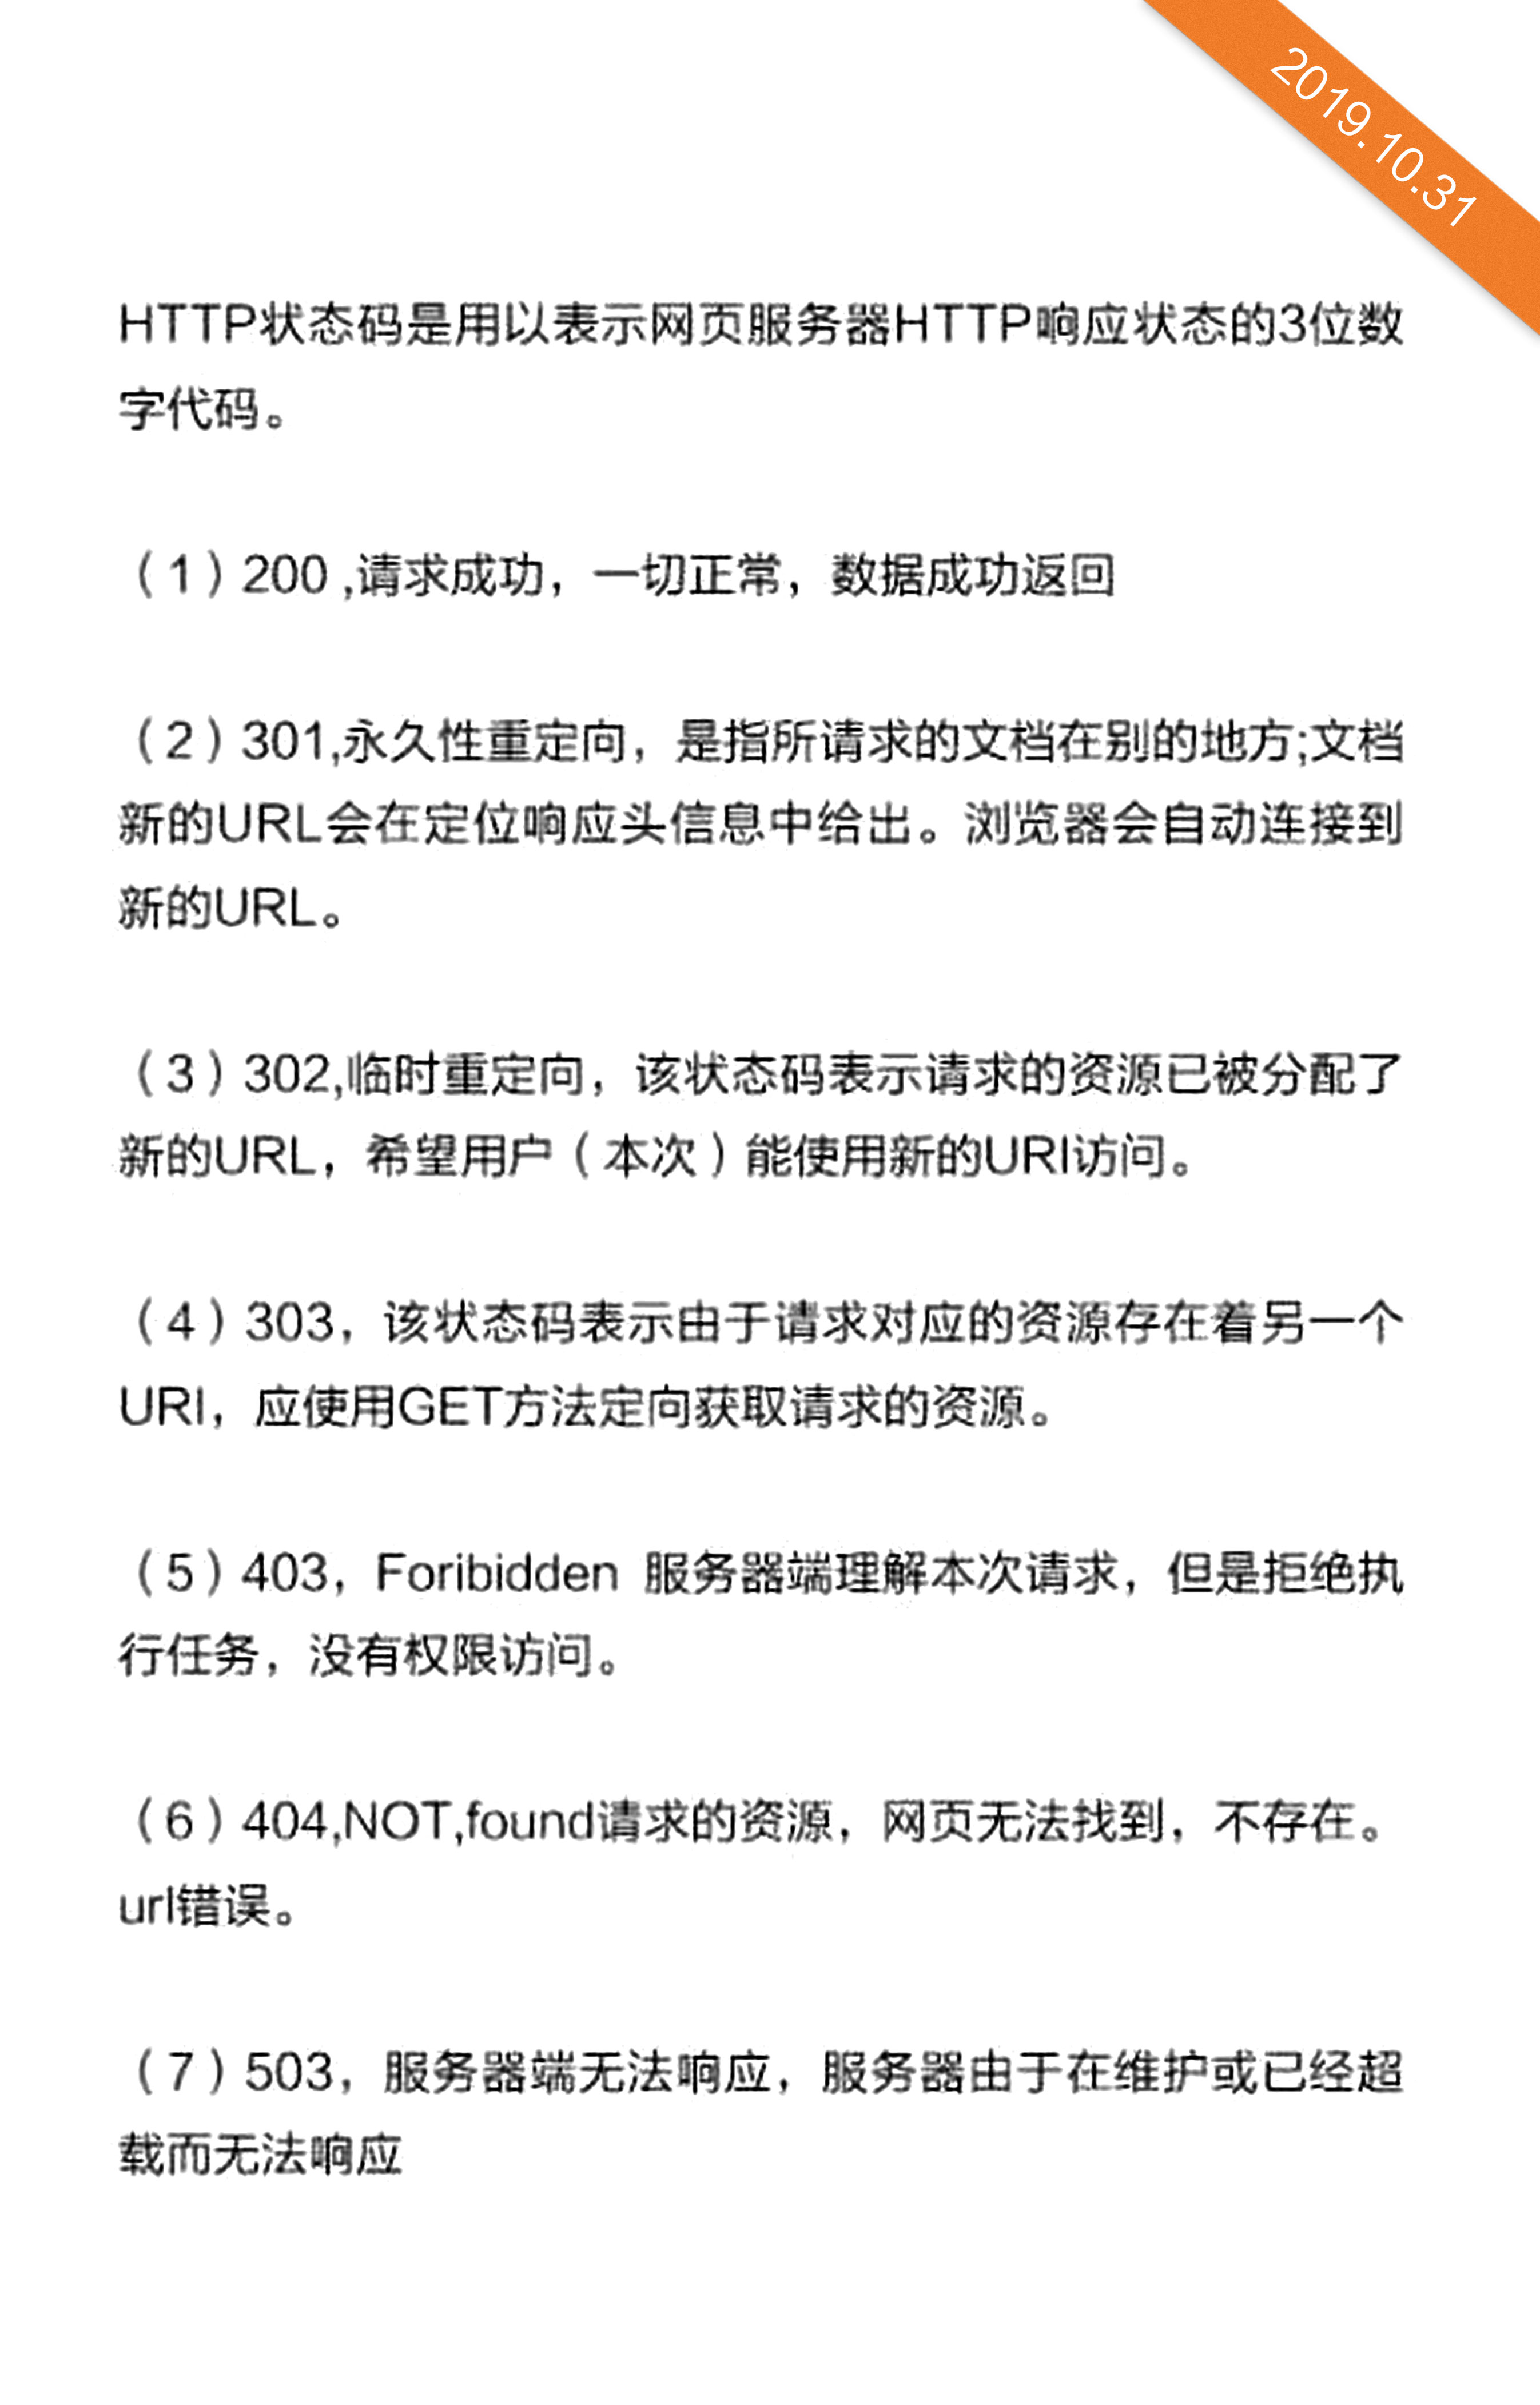 2019.10.31
HTTP状态码是用以表示网页服务器HTTP响应状态的3位数
字代码。
（1）200 ,请求成功，一切正常，数据成功返回
（2）301,永久性重定向，是指所请求的文档在别的地方;文档
新的URL会在定位响应头信息中给出。浏览器会自动连接到
新的URL。
（3）302,临时重定向，该状态码表示请求的资源已被分配了
新的URL，希望用户（本次）能使用新的URI访问。
（4）303，该状态码表示由于请求对应的资源存在着另一个
URI，应使用GET方法定向获取请求的资源。
（5）403，Foribidden 服务器端理解本次请求，但是拒绝执
行任务，没有权限访问。
（6）404,NOT,found请求的资源，网页无法找到，不存在。
url错误。
（7）503，服务器端无法响应，服务器由于在维护或已经超
载而无法响应